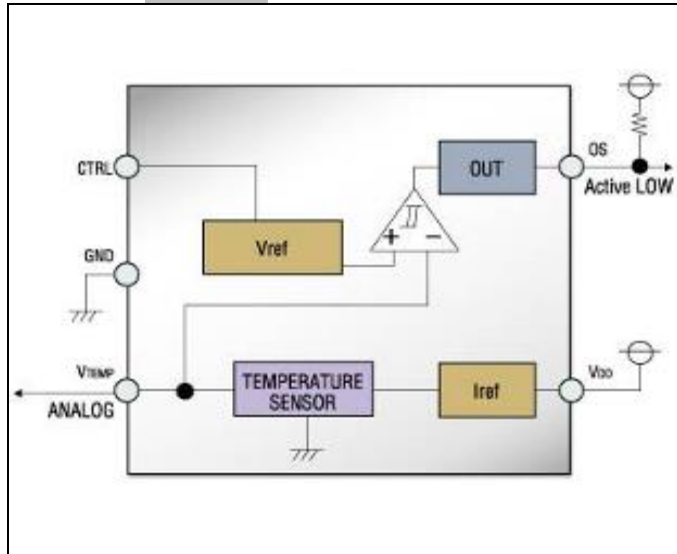 CTRL
GND
VTEMP
ANALOG
Vref
+ −
OUT
OS
Active LOW
TEMPERATURE
SENSOR
Iref
VDD